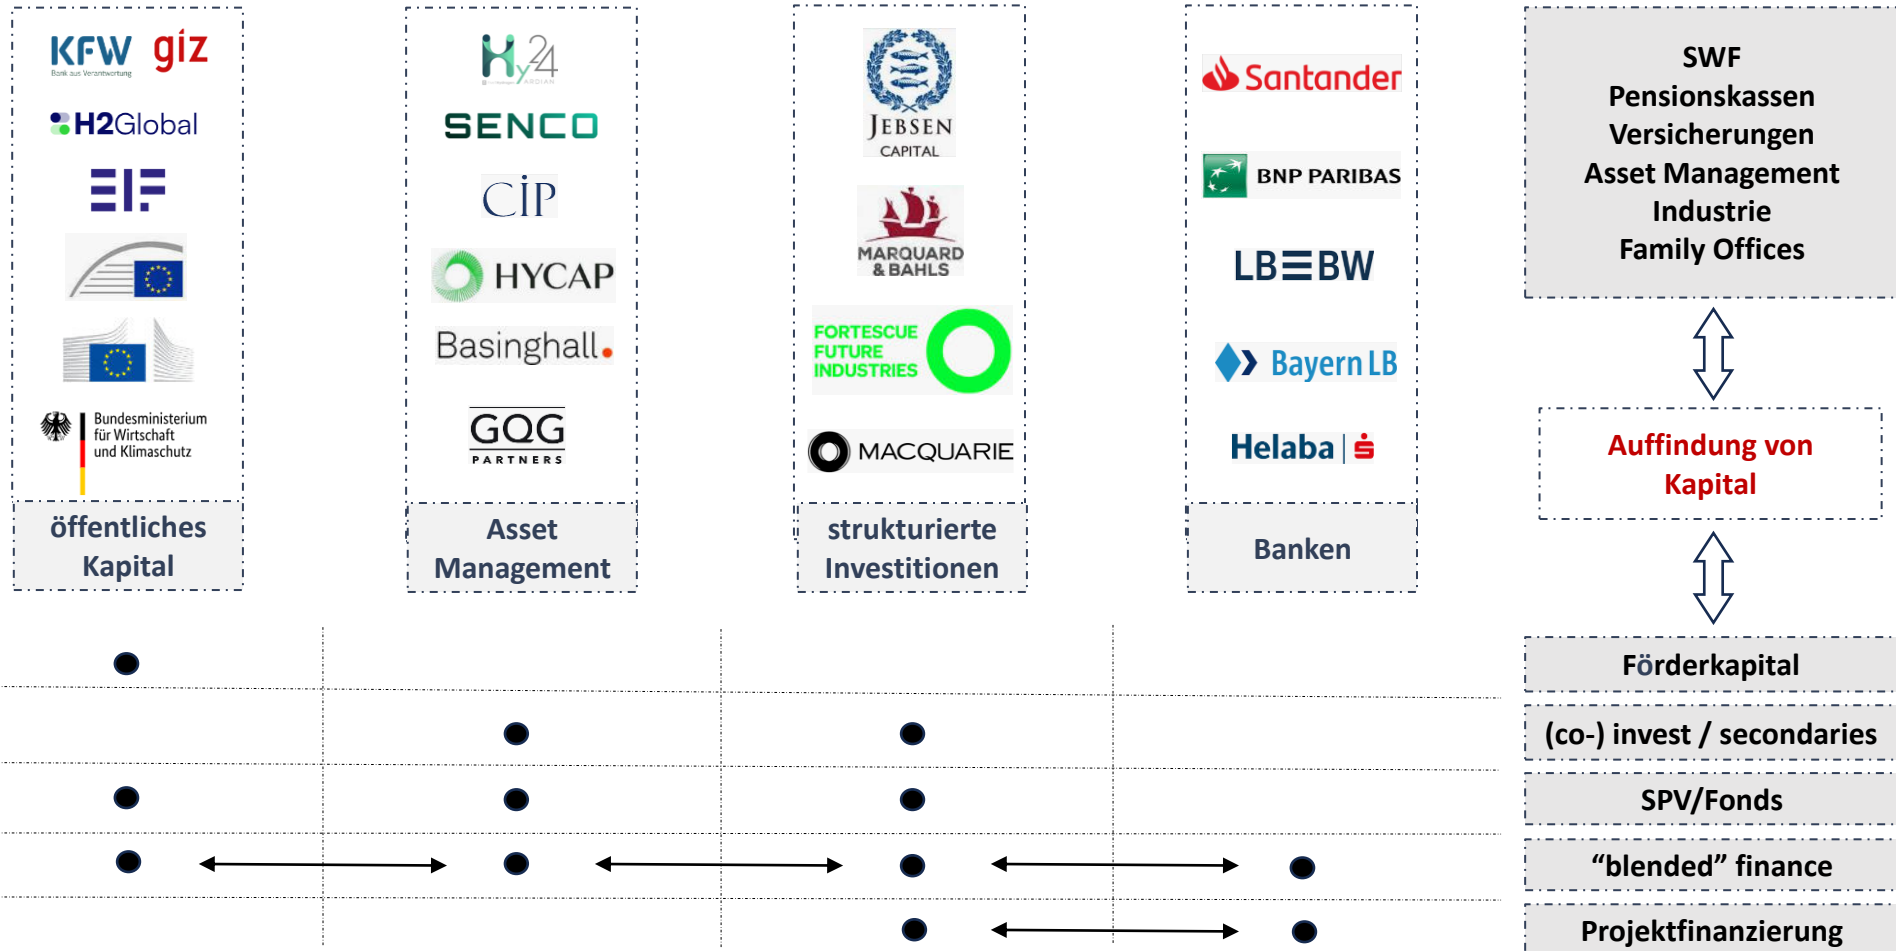 KFW giz
Bank aus Verantwortung
H2Global
EIF
Bundesministerium
für Wirtschaft
und Klimaschutz
öffentliches
Kapital
Hy24
ARDIAN
SENCO
CiP
HYCAP
Basinghall.
GQG
PARTNERS
Asset
Management
JEBSEN
CAPITAL
MARQUARD
& BAHLS
FORTESCUE
FUTURE
INDUSTRIES
MACQUARIE
strukturierte
Investitionen
Santander
BNP PARIBAS
LBBW
Bayern LB
Helaba
Banken
SWF
Pensionskassen
Versicherungen
Asset Management
Industrie
Family Offices
Auffindung von
Kapital
Förderkapital
(co-) invest / secondaries
SPV/Fonds
“blended” finance
Projektfinanzierung